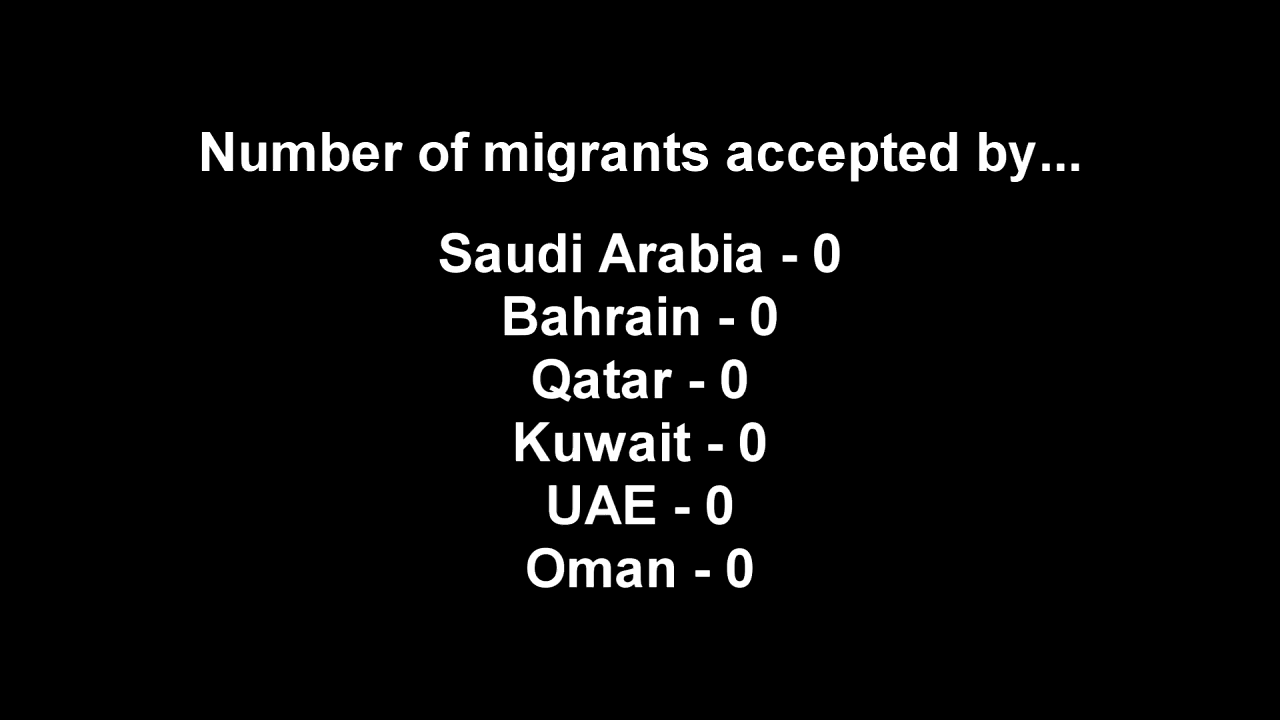 Number of migrants accepted by...
Saudi Arabia - 0
Bahrain - 0
Qatar - 0
Kuwait - 0
UAE - 0
Oman - 0